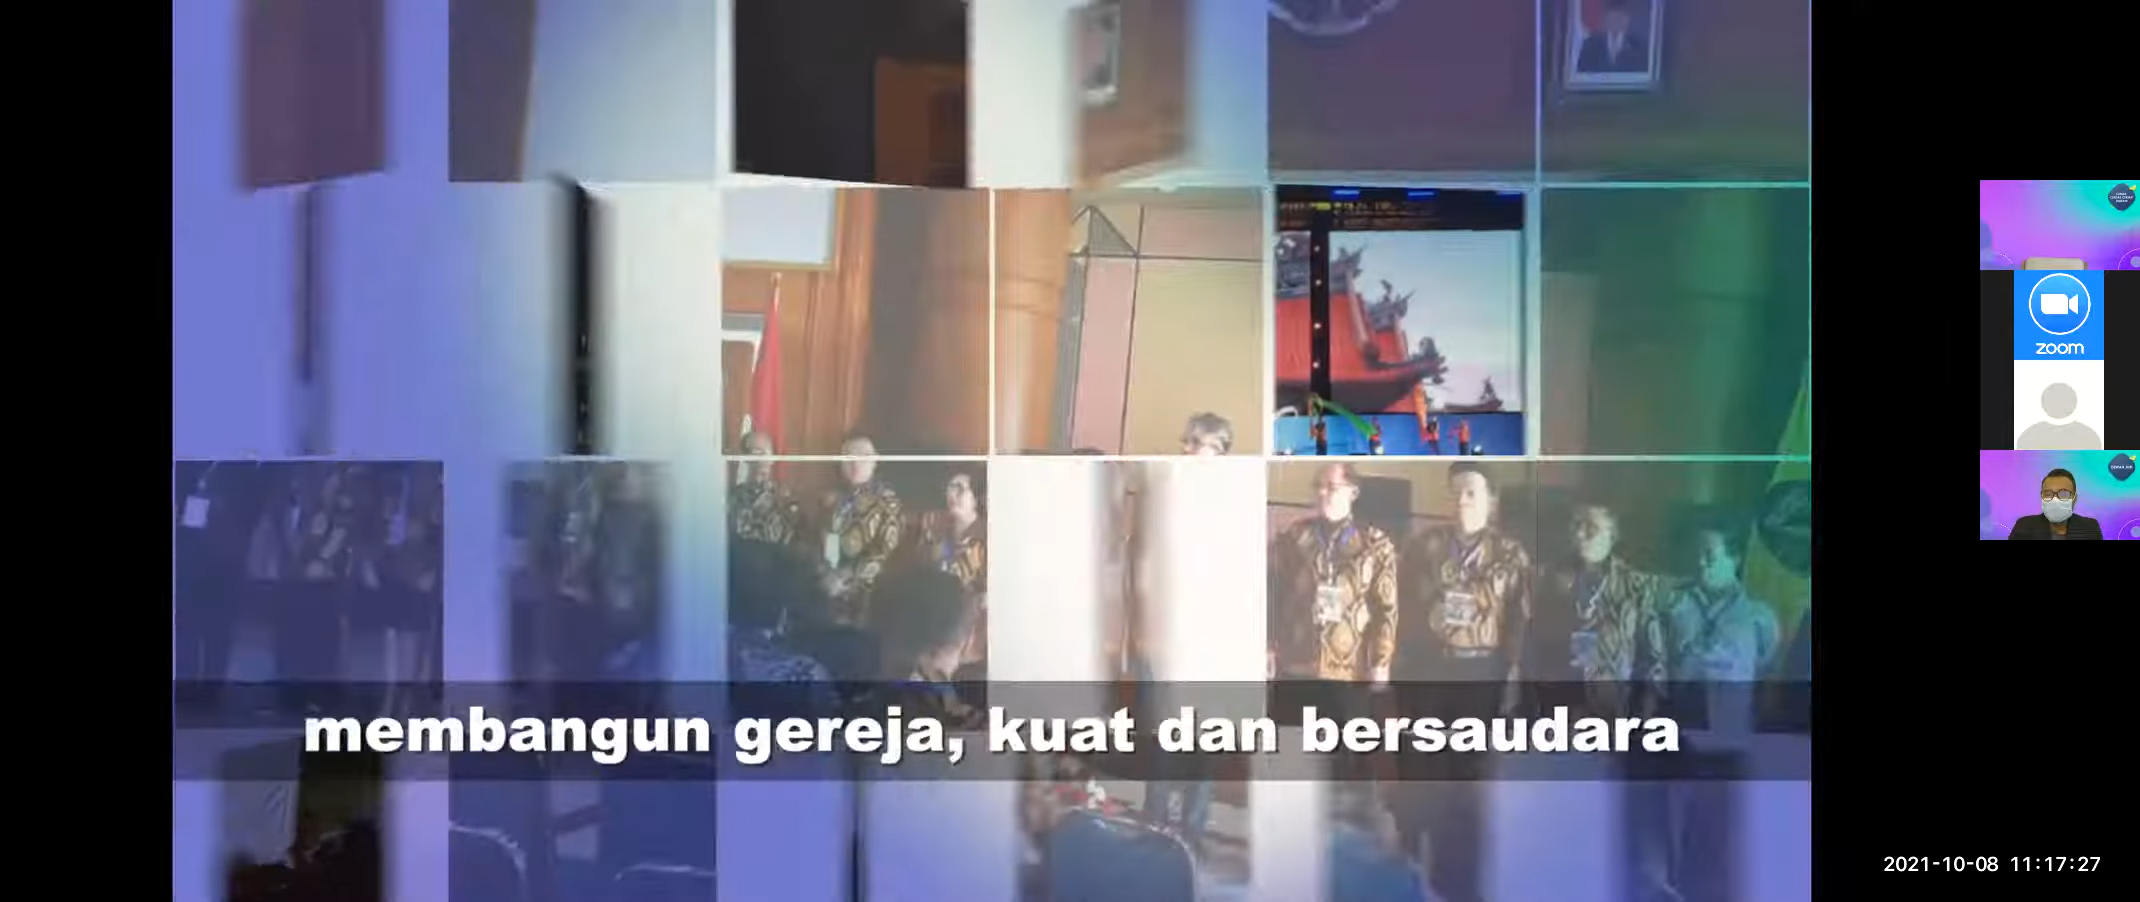 membangun gereja, kuat dan bersaudara
zoom
2021-10-08 11:17:27